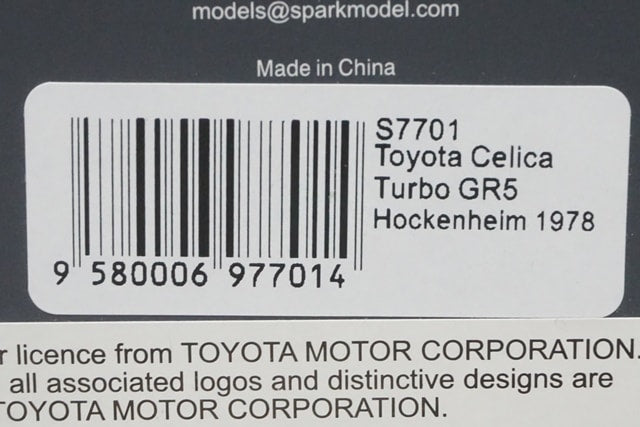 models@sparkmodel.com
Made in China
S7701
Toyota Celica
Turbo GR5
Hockenheim 1978
9 580006 977014
r licence from TOYOTA MOTOR CORPORATION.
all associated logos and distinctive designs are
TOYOTA MOTOR CORPORATION.